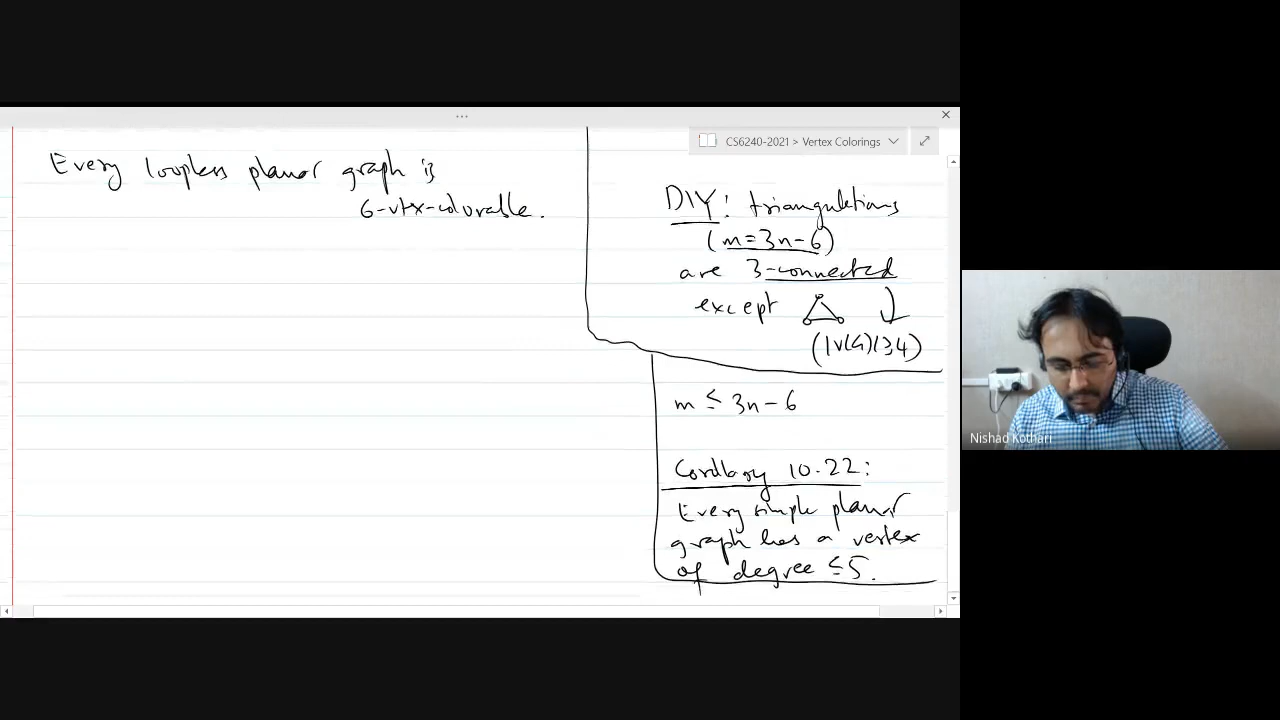 CS6240-2021 > Vertex Colorings
Every loopless planar graph is
6-vtx-colorable.
DIY: triangulations
(m=3n-6)
are 3-connected
except
(|V(G)|≥4)
m ≤ 3n-6
Corollary 10.22:
Every simple planar
graph has a vertex
of degree ≤5.
Nishad Kothari